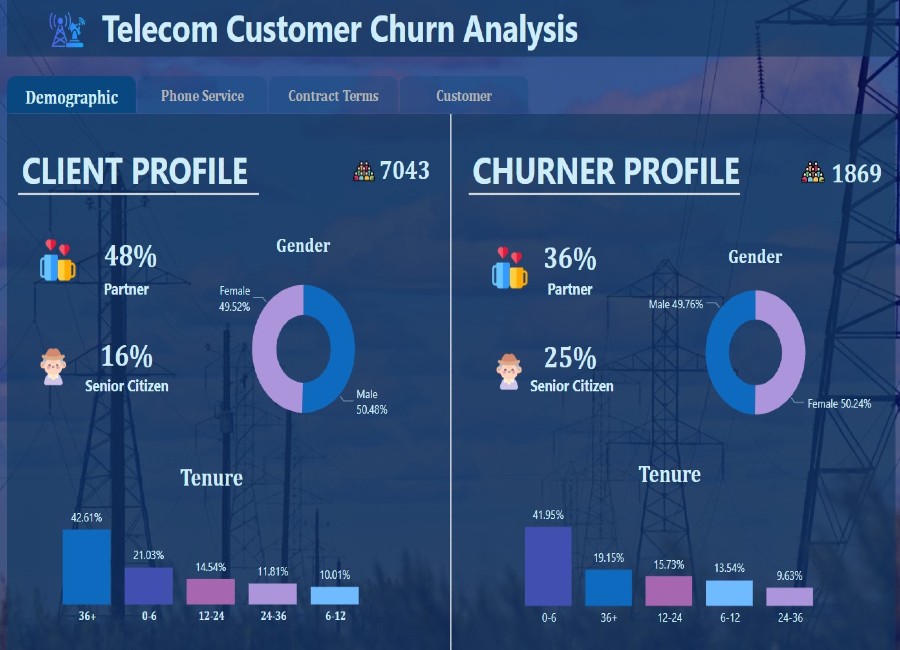 Telecom Customer Churn Analysis
Demographic
Phone Service
Contract Terms
Customer
CLIENT PROFILE
7043
48%
Partner
16%
Senior Citizen
Gender
Female
49.52%
Male
50.48%
Tenure
42.61%
21.03%
14.54%
11.81%
10.01%
36+
0-6
12-24
24-36
6-12
CHURNER PROFILE
1869
36%
Partner
25%
Senior Citizen
Gender
Male 49.76%
Female 50.24%
Tenure
41.95%
19.15%
15.73%
13.54%
9.63%
0-6
36+
12-24
6-12
24-36